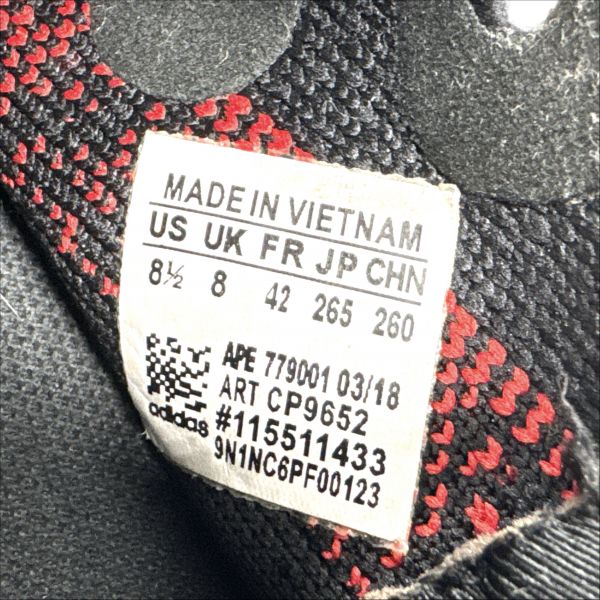 MADE IN VIETNAM
US UK FR JP CHN
8½ 8 42 265 260
APE 779001 03/18
ART CP9652
#115511433
9N1NC6PF00123
adidas